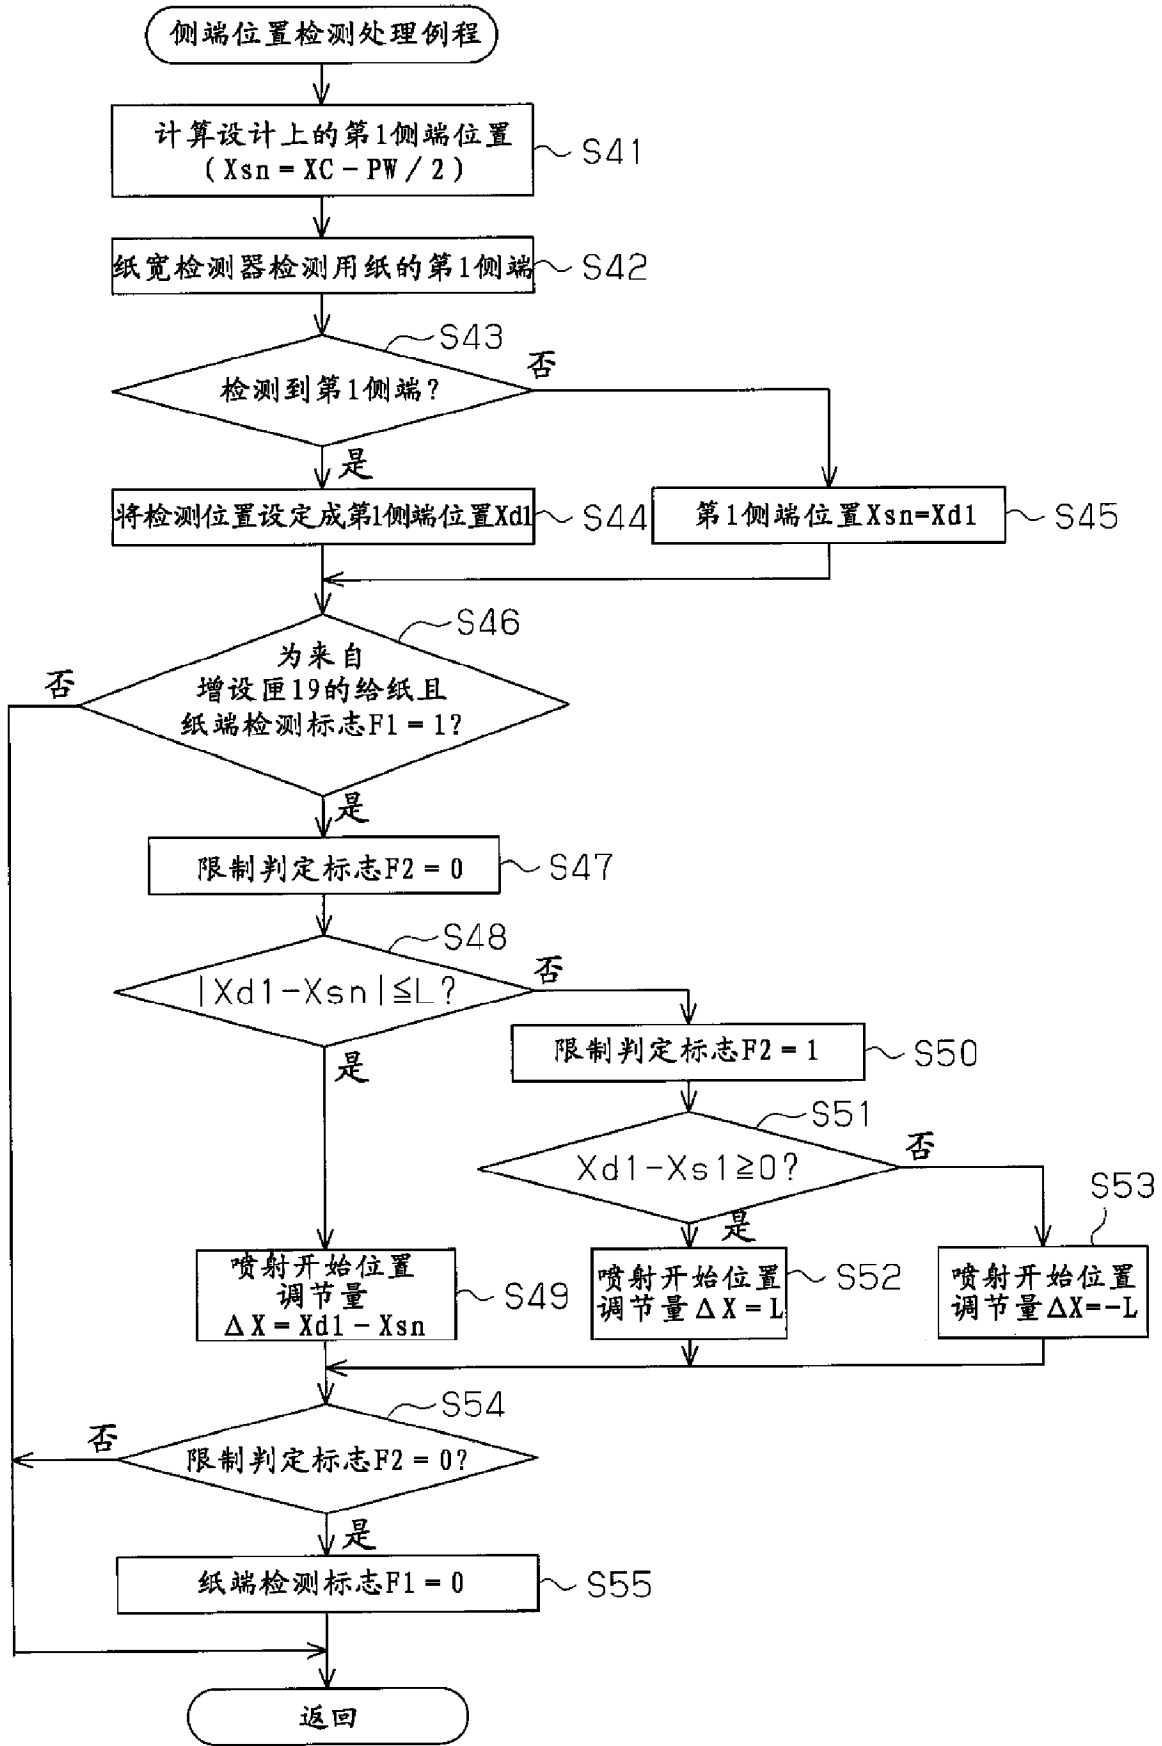 侧端位置检测处理例程
计算设计上的第1侧端位置
(Xsn=XC-PW/2)
S41
纸宽检测器检测用纸的第1侧端
S42
S43
检测到第1侧端?
否
是
将检测位置设定成第1侧端位置Xd1
S44
第1侧端位置Xsn=Xd1
S45
S46
为来自
增设匣19的给纸且
纸端检测标志F1=1?
否
是
限制判定标志F2=0
S47
S48
|Xd1-Xsn|≦L?
否
是
限制判定标志F2=1
S50
S51
Xd1-Xs1≧0?
否
是
S53
喷射开始位置
调节量
ΔX=Xd1-Xsn
S49
喷射开始位置
调节量ΔX=L
S52
喷射开始位置
调节量ΔX=-L
S54
限制判定标志F2=0?
否
是
纸端检测标志F1=0
S55
返回